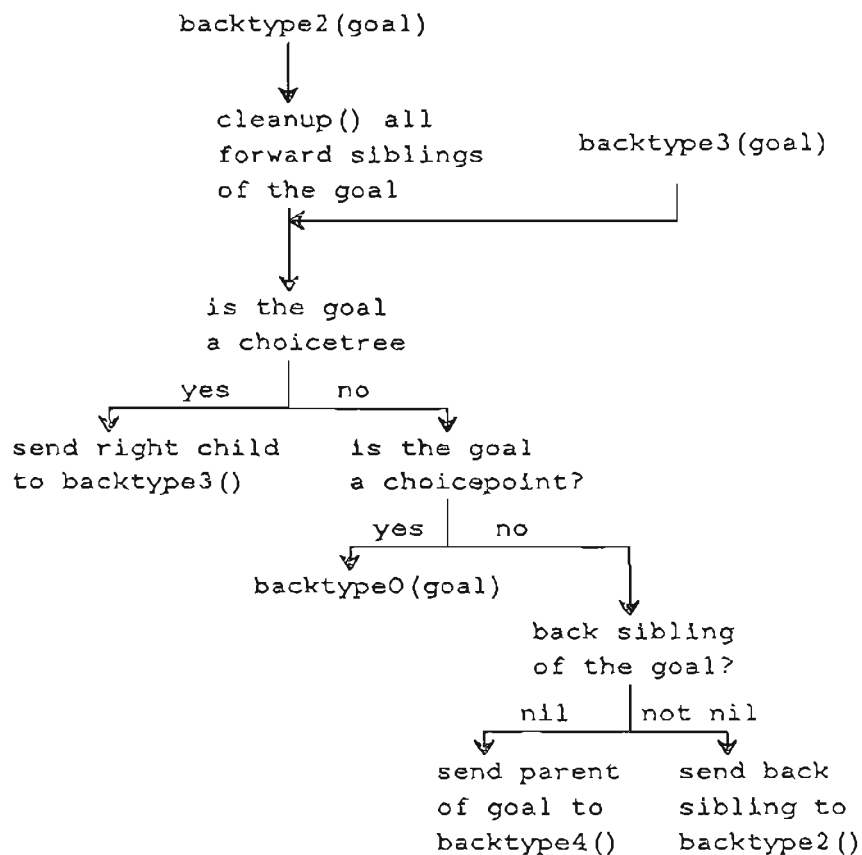 backtype2(goal)
cleanup() all
forward siblings
of the goal
backtype3(goal)
is the goal
a choicetree
yes no
send right child
to backtype3()
is the goal
a choicepoint?
yes no
backtype0(goal)
back sibling
of the goal?
nil not nil
send parent
of goal to
backtype4()
send back
sibling to
backtype2()